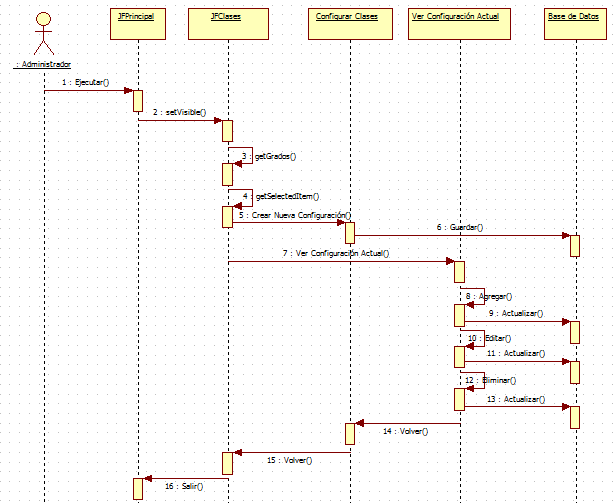 JFPrincipal
JFClases
Configurar Clases
Ver Configuración Actual
Base de Datos
: Administrador
1 : Ejecutar()
2 : setVisible()
3 : getGrados()
4 : getSelectedItem()
5 : Crear Nueva Configuración()
6 : Guardar()
7 : Ver Configuración Actual()
8 : Agregar()
9 : Actualizar()
10 : Editar()
11 : Actualizar()
12 : Eliminar()
13 : Actualizar()
14 : Volver()
15 : Volver()
16 : Salir()